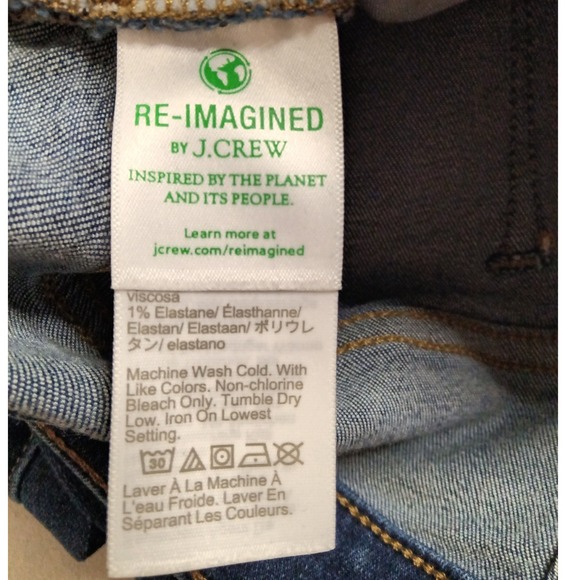 RE-IMAGINED
BY J.CREW
INSPIRED BY THE PLANET
AND ITS PEOPLE.
Learn more at
jcrew.com/reimagined
viscosa
1% Elastane/ Élasthanne/
Elastan/ Elastaan/ ポリウレ
タン/ elastano
Machine Wash Cold. With
Like Colors. Non-chlorine
Bleach Only. Tumble Dry
Low. Iron On Lowest
Setting.
30
Laver À La Machine À
L'eau Froide. Laver En
Séparant Les Couleurs.